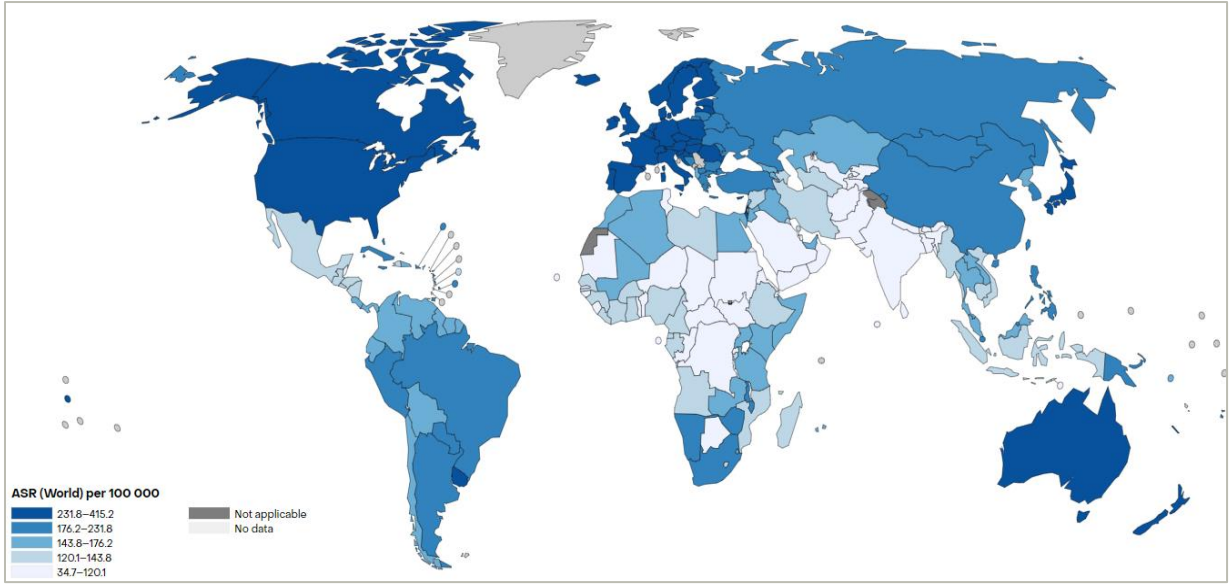 ASR (World) per 100 000
231.8–415.2
176.2–231.8
143.8–176.2
120.1–143.8
34.7–120.1
Not applicable
No data